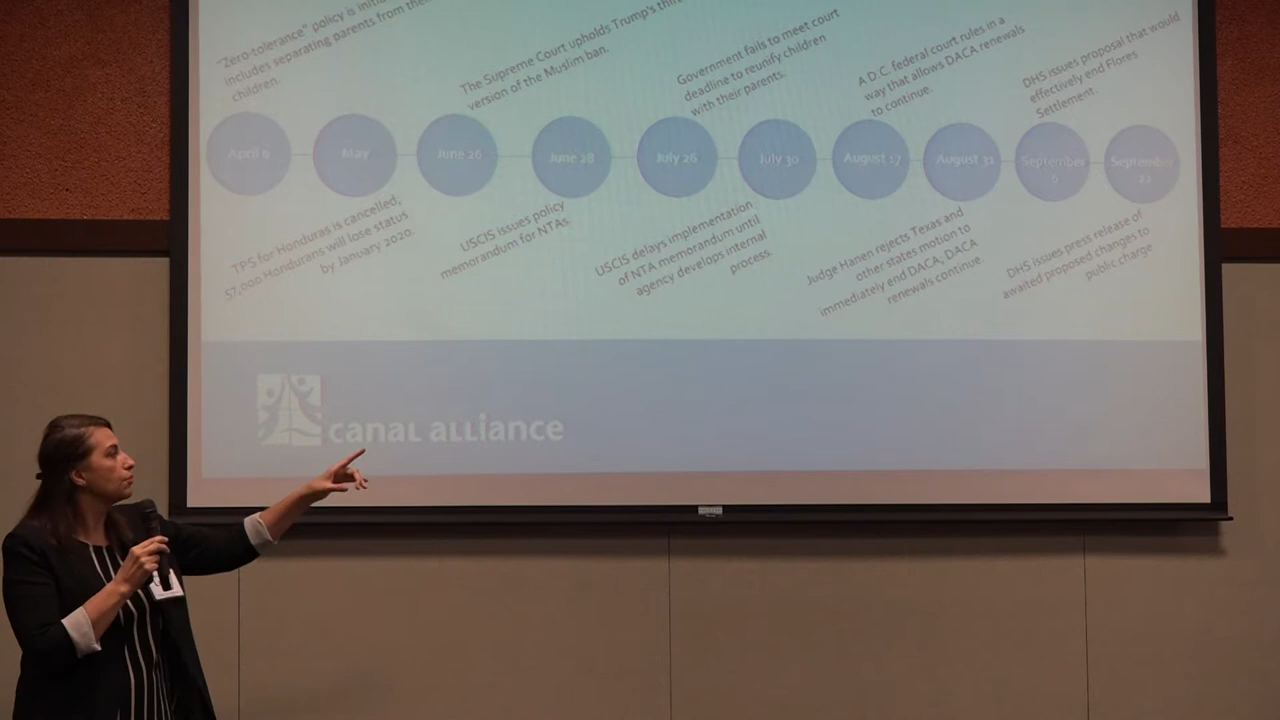 "Zero-tolerance" policy is
includes separating parents from
children.
The Supreme Court upholds Trump's
version of the Muslim ban.
Government fails to meet court
deadline to reunify children
with their parents.
A D.C. federal court rules in a
way that allows DACA renewals
to continue.
DHS issues proposal that would
effectively end Flores
Settlement.
April 6
May
June 26
June 28
July 26
July 30
August 17
August 31
September
6
September
TPS for Honduras is cancelled,
57,000 Hondurans will lose status
by January 2020.
USCIS issues policy
memorandum for NTAs.
USCIS delays implementation
of NTA memorandum until
agency develops internal
process.
Judge Hanen rejects Texas and
other states motion to
immediately end DACA, DACA
renewals continue.
DHS issues press release of
awaited proposed changes to
public charge
canal alliance